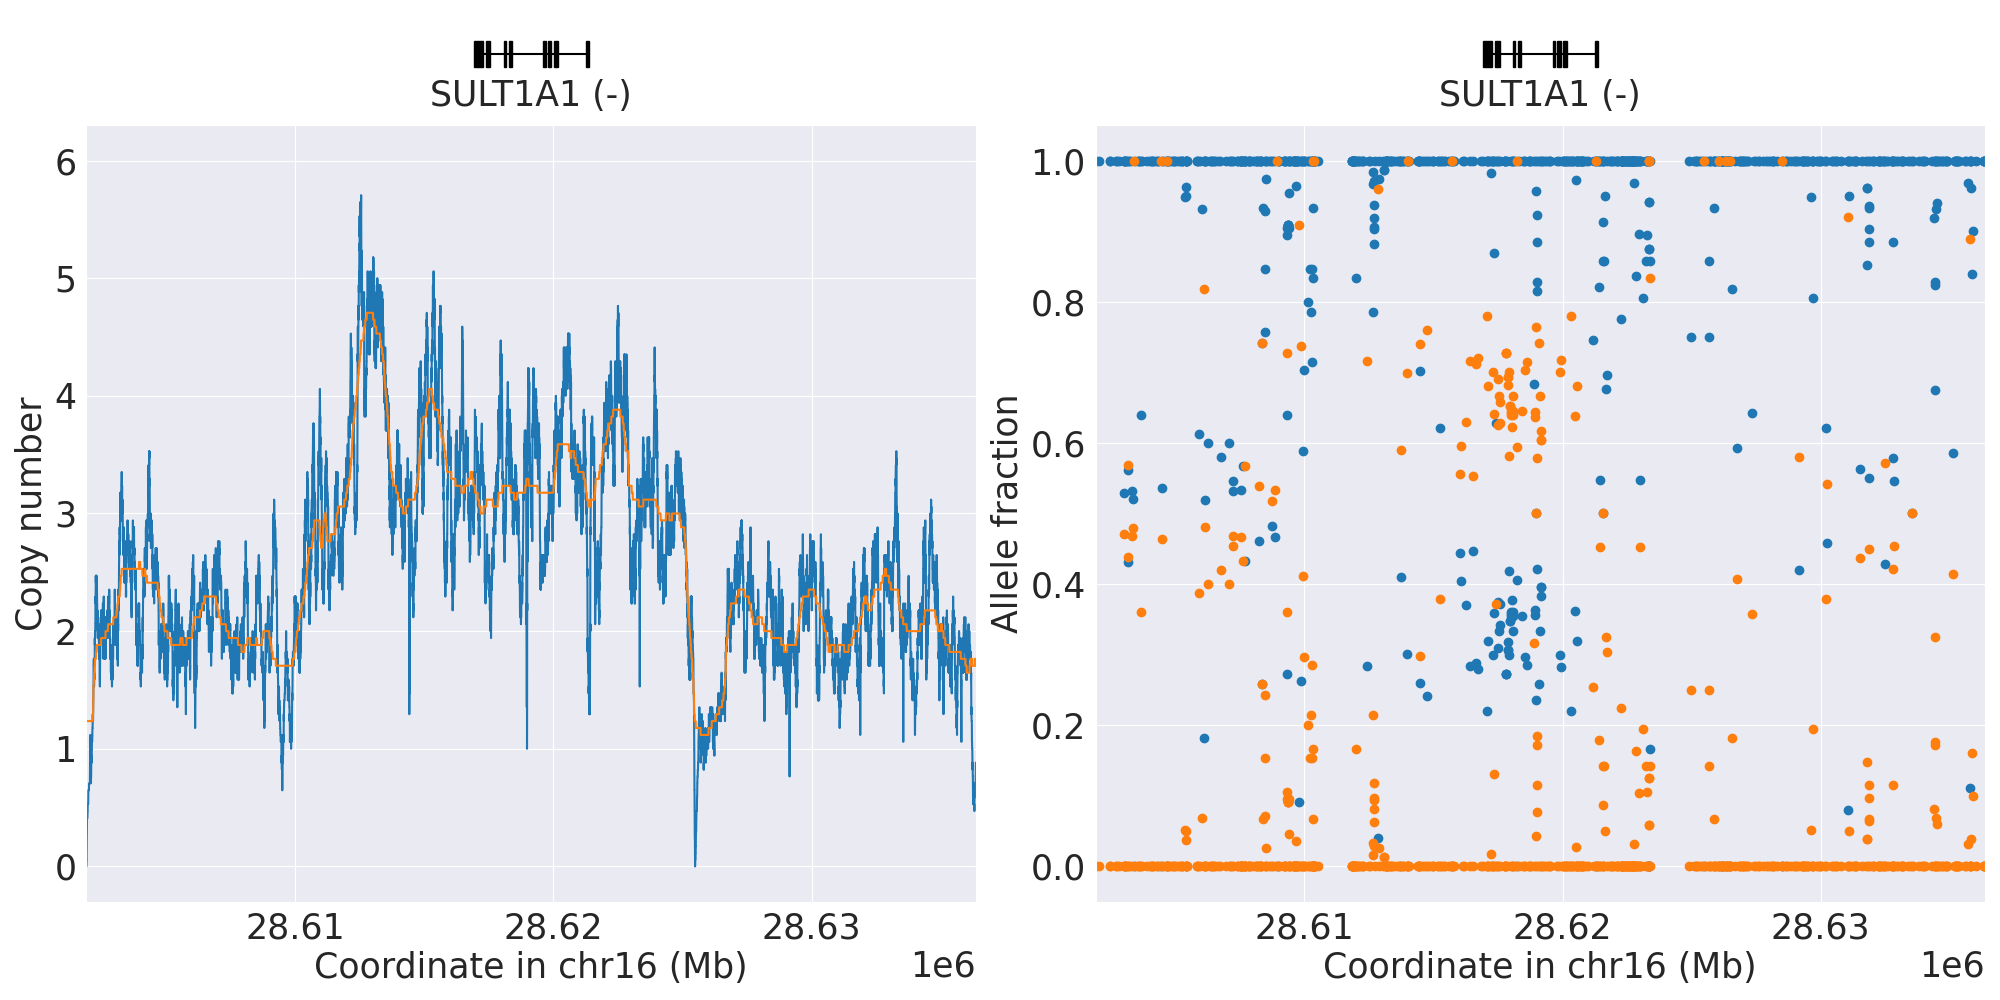 SULT1A1 (-)
Copy number
6
5
4
3
2
1
0
28.61
28.62
28.63
Coordinate in chr16 (Mb)
1e6
SULT1A1 (-)
Allele fraction
1.0
0.8
0.6
0.4
0.2
0.0
28.61
28.62
28.63
Coordinate in chr16 (Mb)
1e6